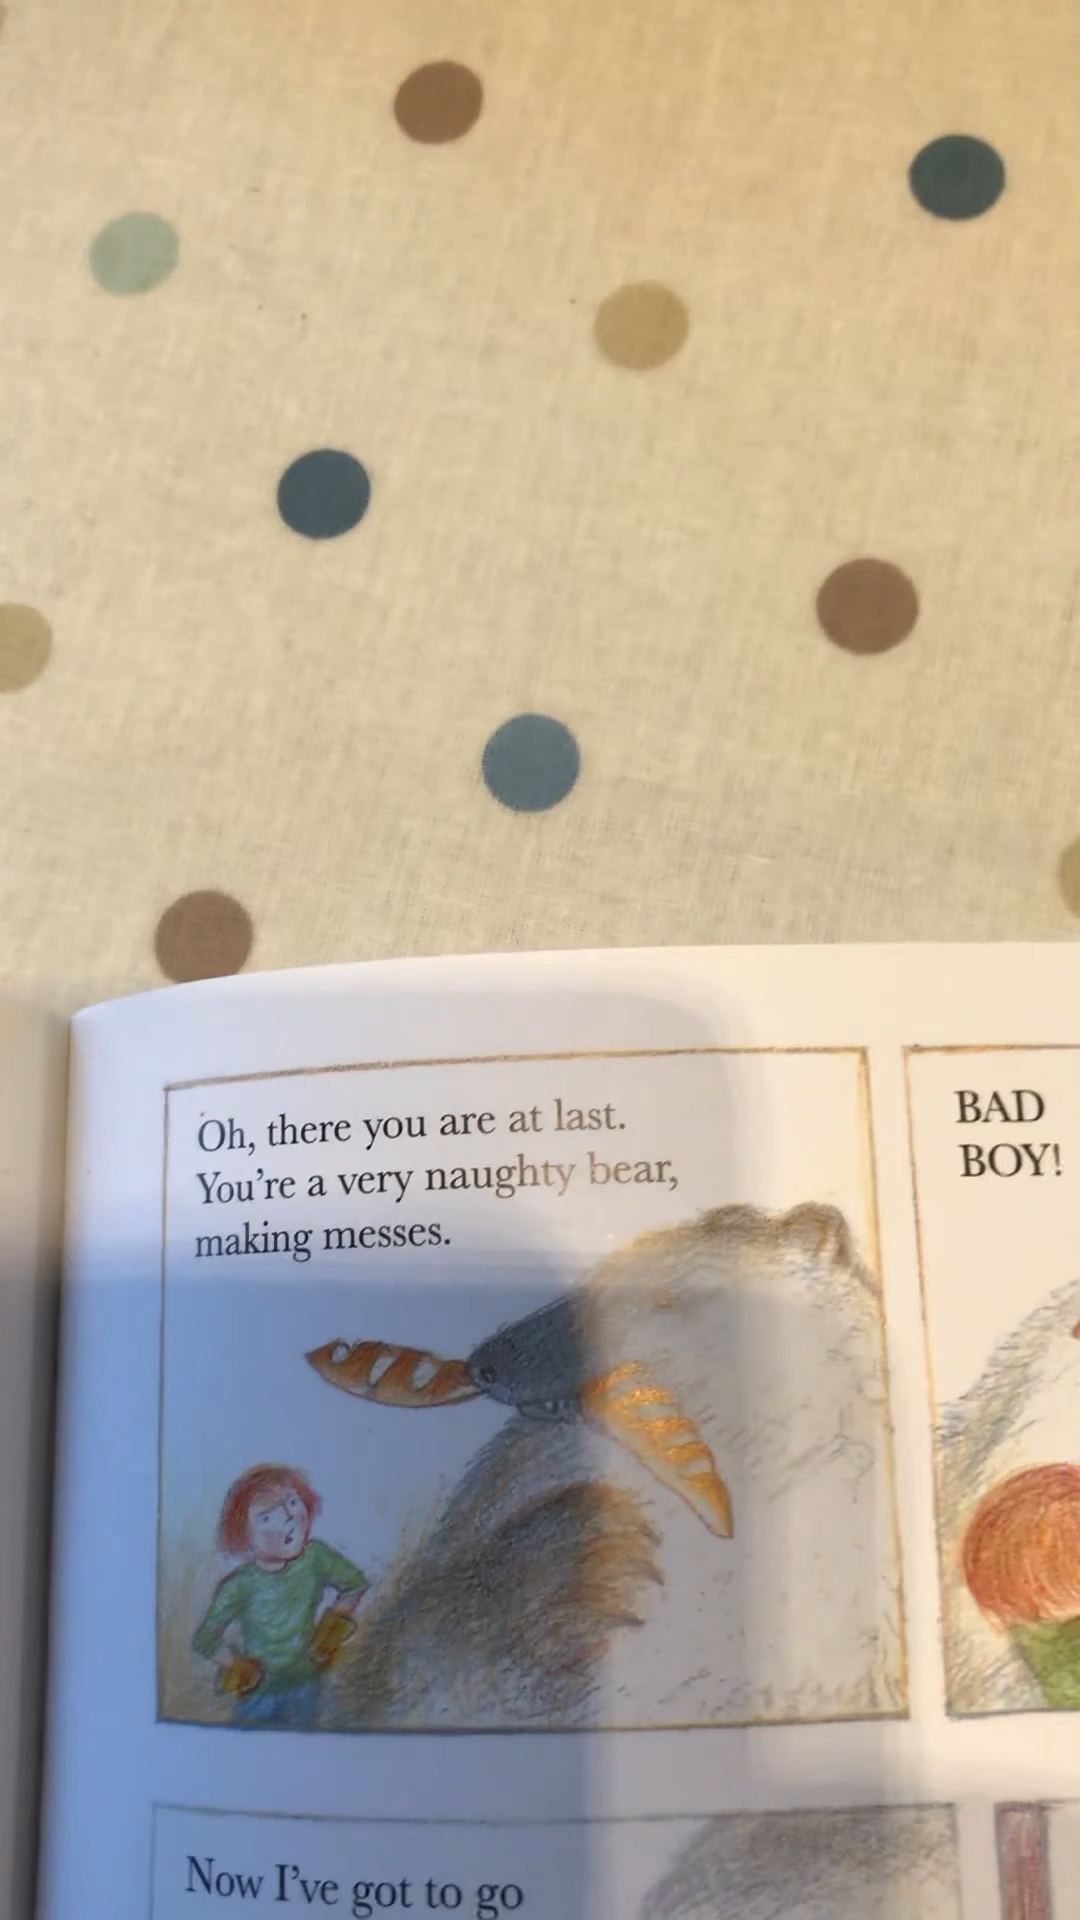 Oh, there you are at last.
You're a very naughty bear,
making messes.
BAD
BOY!
Now I've got to go